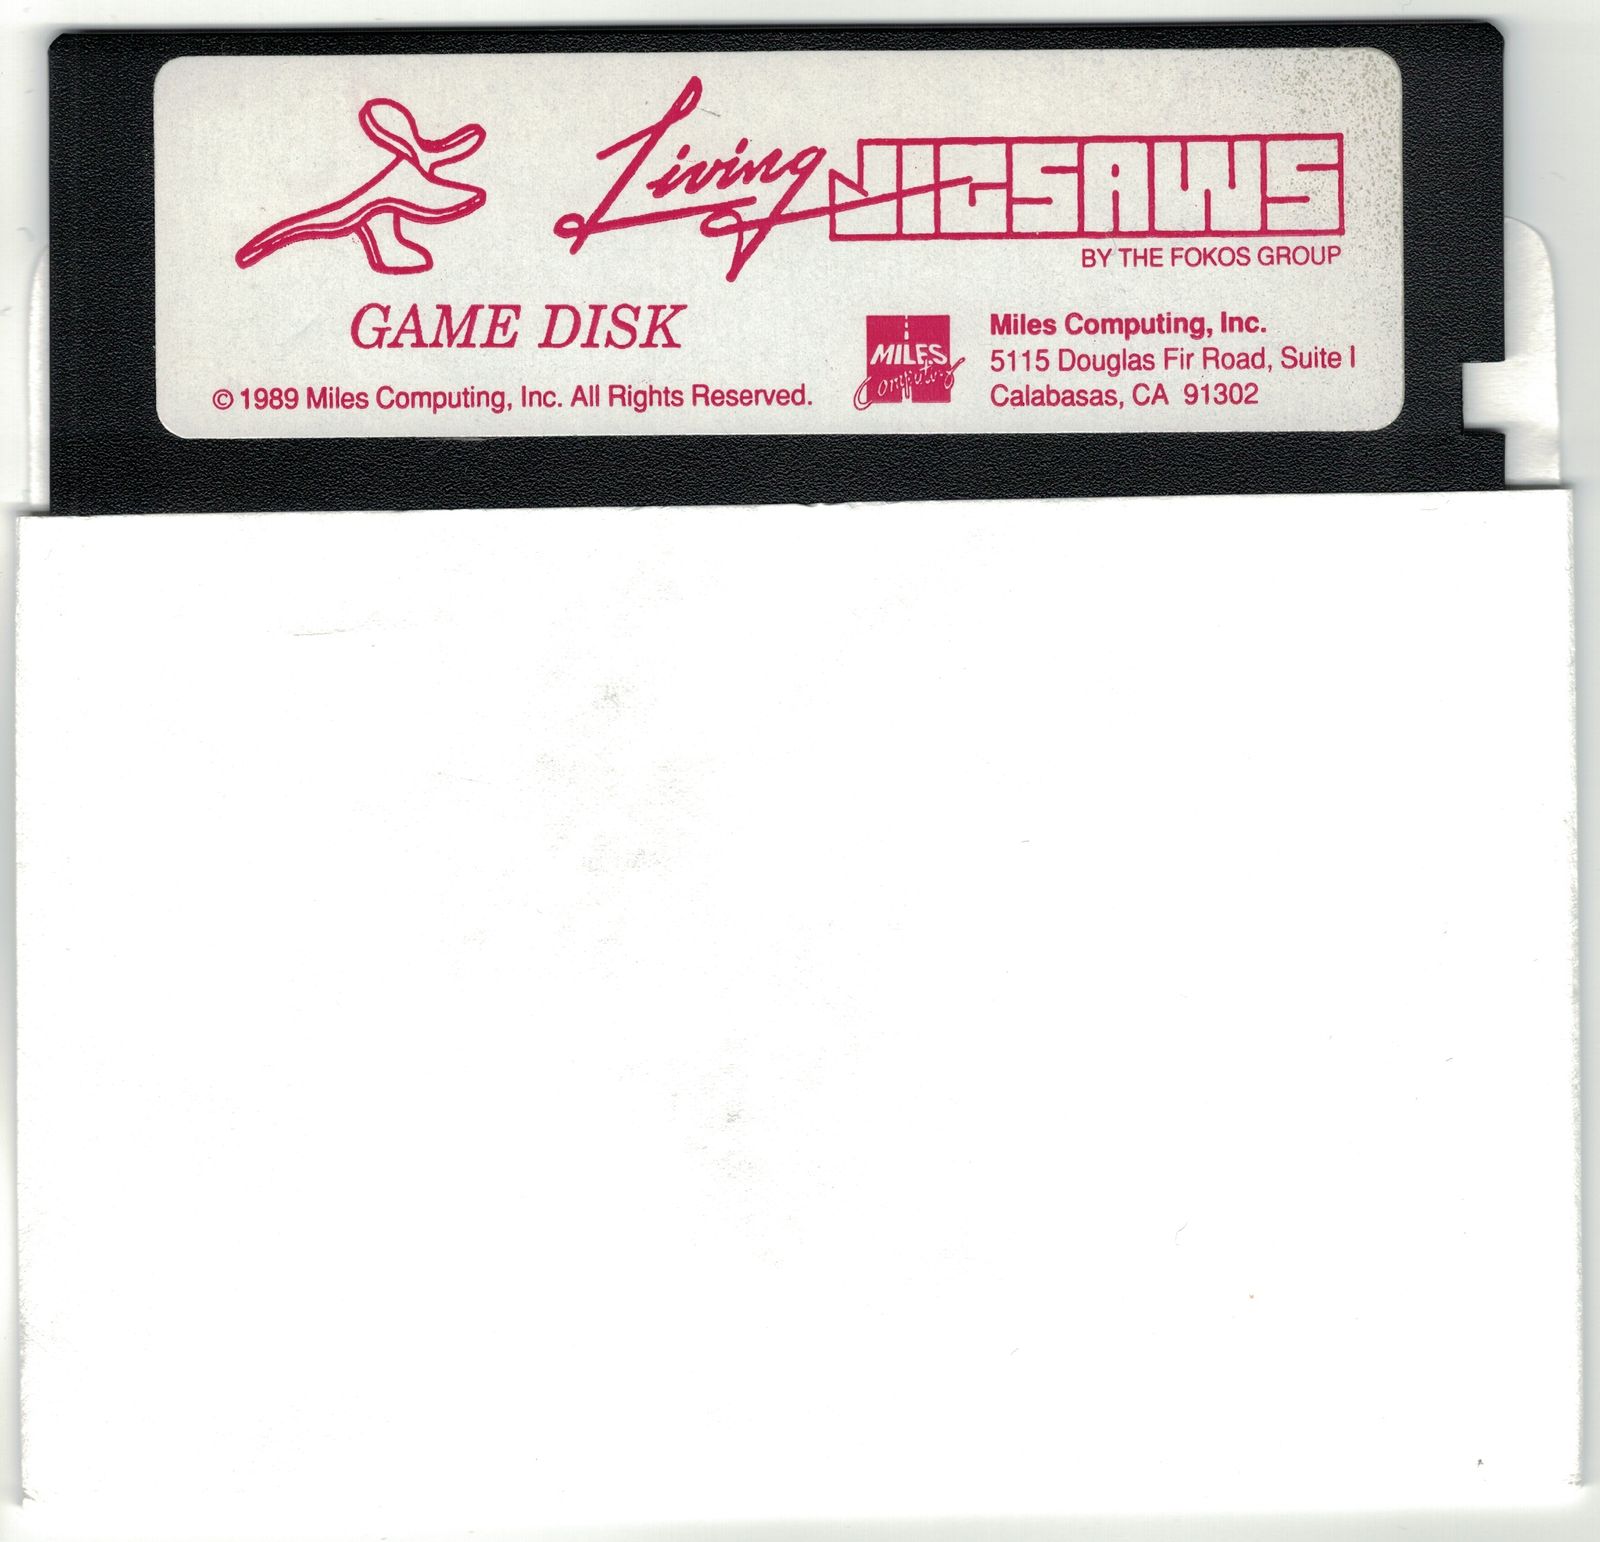 Living JIGSAWS
BY THE FOKOS GROUP
GAME DISK
© 1989 Miles Computing, Inc. All Rights Reserved.
MILES
Computing
Miles Computing, Inc.
5115 Douglas Fir Road, Suite I
Calabasas, CA 91302